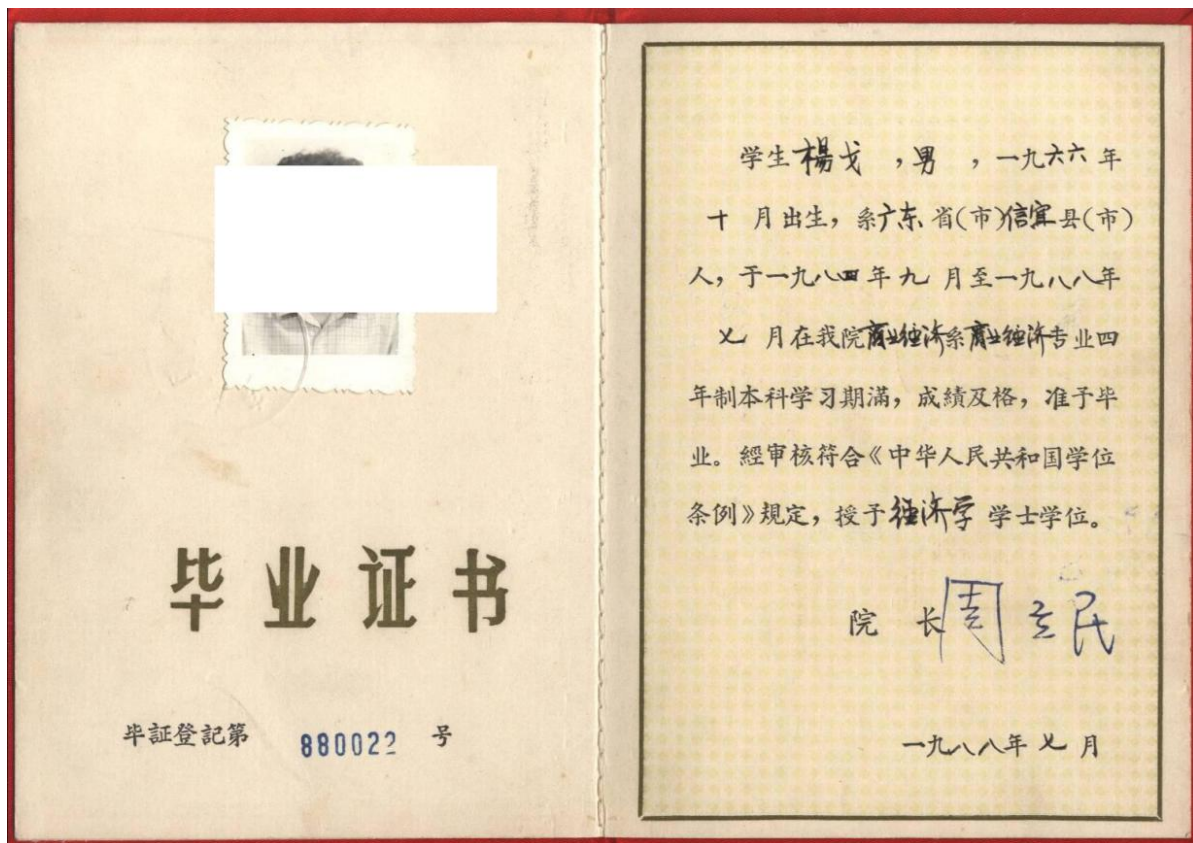 毕业证书
毕証登記第 880022 号
学生楊戈，男，一九六六年
十月出生，系广东省(市)信宜县(市)
人，于一九八四年九月至一九八八年
七月在我院商业经济系商业经济专业四
年制本科学习期滿，成績及格，准予毕
业。經审核符合《中华人民共和国学位
条例》規定，授予经济学学士学位。
院长 周立民
一九八八年七月